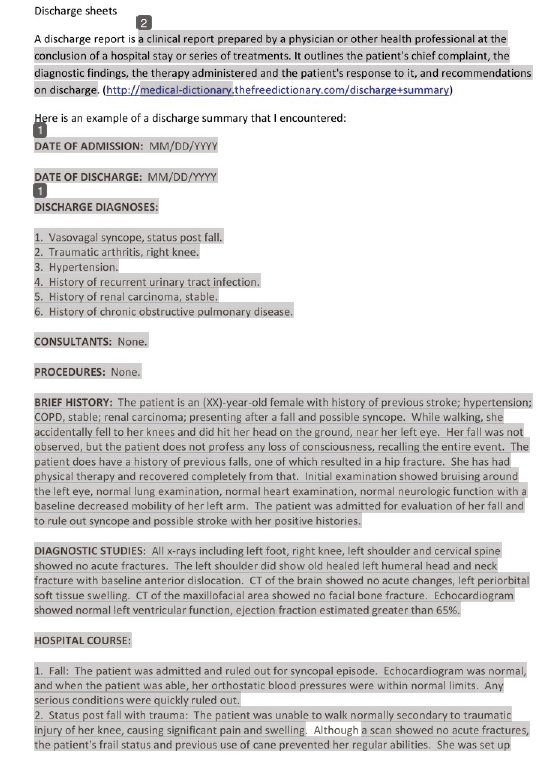 Discharge sheets
2
A discharge report is a clinical report prepared by a physician or other health professional at the
conclusion of a hospital stay or series of treatments. It outlines the patient's chief complaint, the
diagnostic findings, the therapy administered and the patient's response to it, and recommendations
on discharge. (http://medical-dictionary.thefreedictionary.com/discharge+summary)
Here is an example of a discharge summary that I encountered:
1
DATE OF ADMISSION: MM/DD/YYYY
DATE OF DISCHARGE: MM/DD/YYYY
1
DISCHARGE DIAGNOSES:
1. Vasovagal syncope, status post fall.
2. Traumatic arthritis, right knee.
3. Hypertension.
4. History of recurrent urinary tract infection.
5. History of renal carcinoma, stable.
6. History of chronic obstructive pulmonary disease.
CONSULTANTS: None.
PROCEDURES: None.
BRIEF HISTORY: The patient is an (XX)-year-old female with history of previous stroke; hypertension;
COPD, stable; renal carcinoma; presenting after a fall and possible syncope. While walking, she
accidentally fell to her knees and did hit her head on the ground, near her left eye. Her fall was not
observed, but the patient does not profess any loss of consciousness, recalling the entire event. The
patient does have a history of previous falls, one of which resulted in a hip fracture. She has had
physical therapy and recovered completely from that. Initial examination showed bruising around
the left eye, normal lung examination, normal heart examination, normal neurologic function with a
baseline decreased mobility of her left arm. The patient was admitted for evaluation of her fall and
to rule out syncope and possible stroke with her positive histories.
DIAGNOSTIC STUDIES: All x-rays including left foot, right knee, left shoulder and cervical spine
showed no acute fractures. The left shoulder did show old healed left humeral head and neck
fracture with baseline anterior dislocation. CT of the brain showed no acute changes, left periorbital
soft tissue swelling. CT of the maxillofacial area showed no facial bone fracture. Echocardiogram
showed normal left ventricular function, ejection fraction estimated greater than 65%.
HOSPITAL COURSE:
1. Fall: The patient was admitted and ruled out for syncopal episode. Echocardiogram was normal,
and when the patient was able, her orthostatic blood pressures were within normal limits. Any
serious conditions were quickly ruled out.
2. Status post fall with trauma: The patient was unable to walk normally secondary to traumatic
injury of her knee, causing significant pain and swelling. Although a scan showed no acute fractures,
the patient's frail status and previous use of cane prevented her regular abilities. She was set up